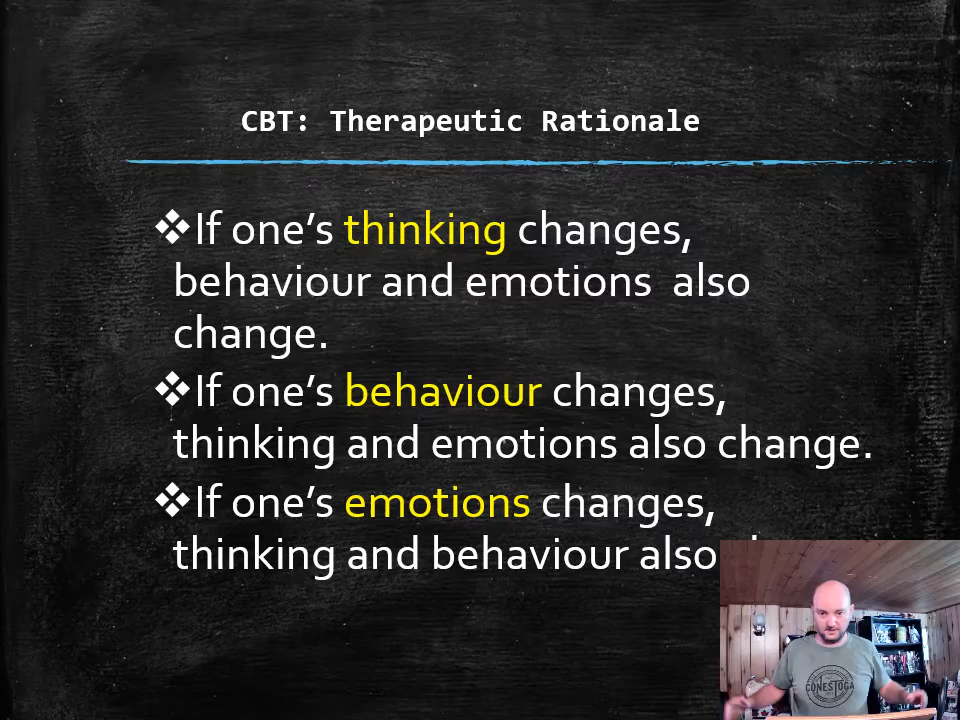 CBT: Therapeutic Rationale
❖If one’s thinking changes,
behaviour and emotions  also
change.
❖If one’s behaviour changes,
thinking and emotions also change.
❖If one’s emotions changes,
thinking and behaviour also
CONESTOGA